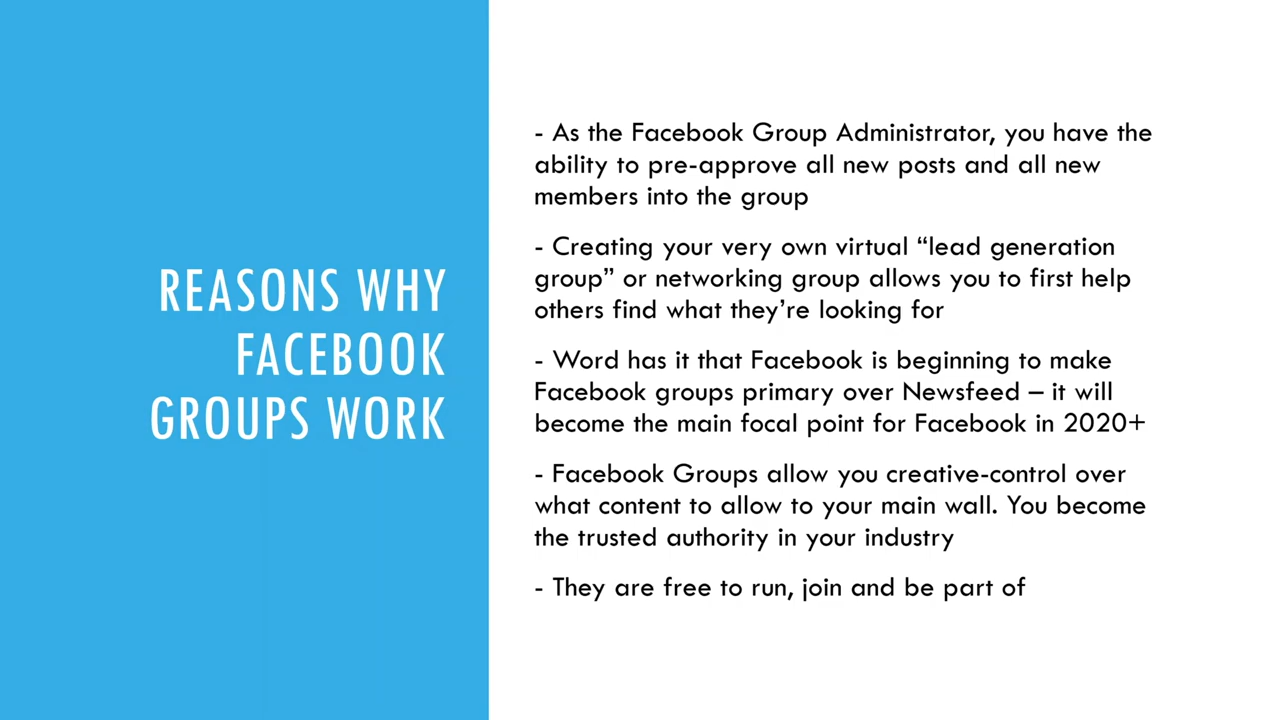 REASONS WHY
FACEBOOK
GROUPS WORK
- As the Facebook Group Administrator, you have the
ability to pre-approve all new posts and all new
members into the group
- Creating your very own virtual “lead generation
group” or networking group allows you to first help
others find what they’re looking for
- Word has it that Facebook is beginning to make
Facebook groups primary over Newsfeed – it will
become the main focal point for Facebook in 2020+
- Facebook Groups allow you creative-control over
what content to allow to your main wall. You become
the trusted authority in your industry
- They are free to run, join and be part of